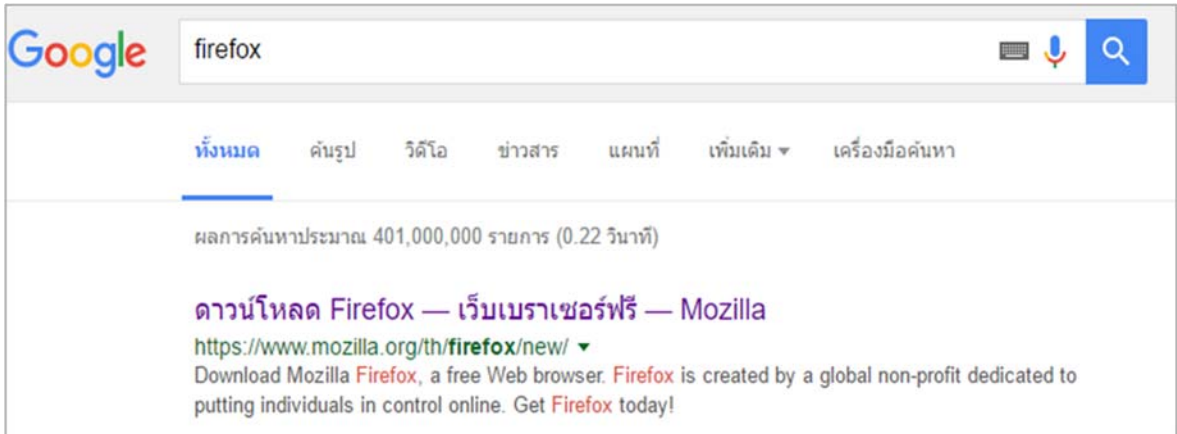 Google firefox
ทั้งหมด ค้นรูป วิดีโอ ข่าวสาร แผนที่ เพิ่มเติม เครื่องมือค้นหา
ผลการค้นหาประมาณ 401,000,000 รายการ (0.22 วินาที)
ดาวน์โหลด Firefox — เว็บเบราเซอร์ฟรี — Mozilla
https://www.mozilla.org/th/firefox/new/
Download Mozilla Firefox, a free Web browser. Firefox is created by a global non-profit dedicated to
putting individuals in control online. Get Firefox today!